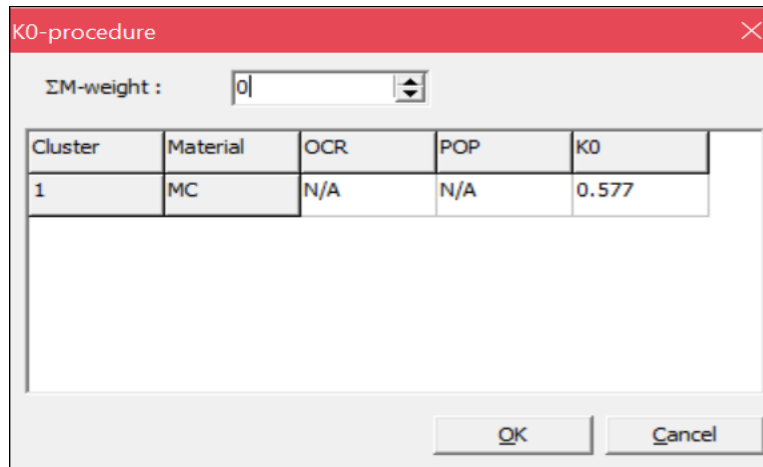 K0-procedure
ΣM-weight : 0
Cluster Material OCR POP K0
1 MC N/A N/A 0.577
OK Cancel